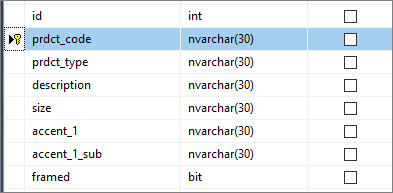 id int
prdct_code nvarchar(30)
prdct_type nvarchar(30)
description nvarchar(30)
size nvarchar(30)
accent_1 nvarchar(30)
accent_1_sub nvarchar(30)
framed bit